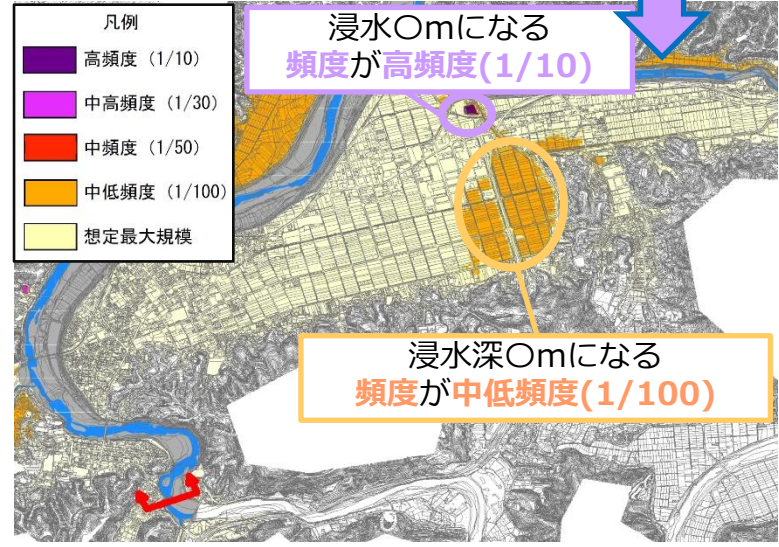 凡例
高頻度（1/10）
中高頻度（1/30）
中頻度（1/50）
中低頻度（1/100）
想定最大規模
浸水〇mになる
頻度が高頻度(1/10)
浸水深〇mになる
頻度が中低頻度(1/100)